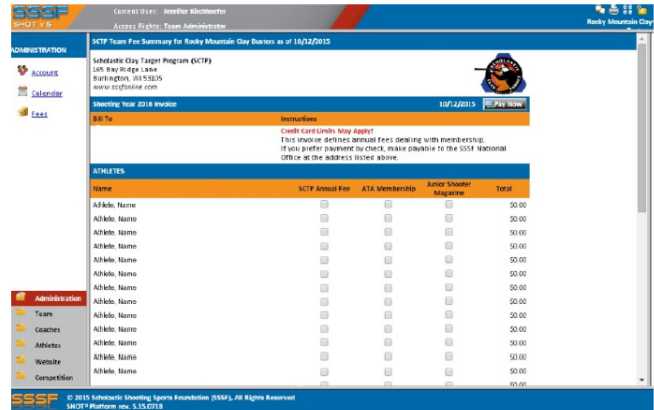 SSSF
SHOT V.5
Current User: Jennifer Kirchhoefer
Access Rights: Team Administrator
Rocky Mountain Clay
ADMINISTRATION
Account
Calendar
Fees
SCTP Team Fee Summary for Rocky Mountain Clay Busters as of 10/12/2015
Scholastic Clay Target Program (SCTP)
165 Bay Ridge Lane
Burlington, WI 53105
www.sssfonline.com
Shooting Year 2016 Invoice
10/12/2015
Pay Now
Bill To
Instructions
Credit Card Limits May Apply!
This invoice defines annual fees dealing with membership.
If you prefer payment by check, make payable to the SSSF National
Office at the address listed above.
ATHLETES
Name SCTP Annual Fee ATA Membership Junior Shooter Magazine Total
Athlete, Name $0.00
Athlete, Name $0.00
Athlete, Name $0.00
Athlete, Name $0.00
Athlete, Name $0.00
Athlete, Name $0.00
Athlete, Name $0.00
Athlete, Name $0.00
Athlete, Name $0.00
Athlete, Name $0.00
Athlete, Name $0.00
Athlete, Name $0.00
Athlete, Name $0.00
$0.00
Administration
Team
Coaches
Athletes
Website
Competition
SSSF
© 2015 Scholastic Shooting Sports Foundation (SSSF), All Rights Reserved
SHOT® Platform rev. 5.15.0718